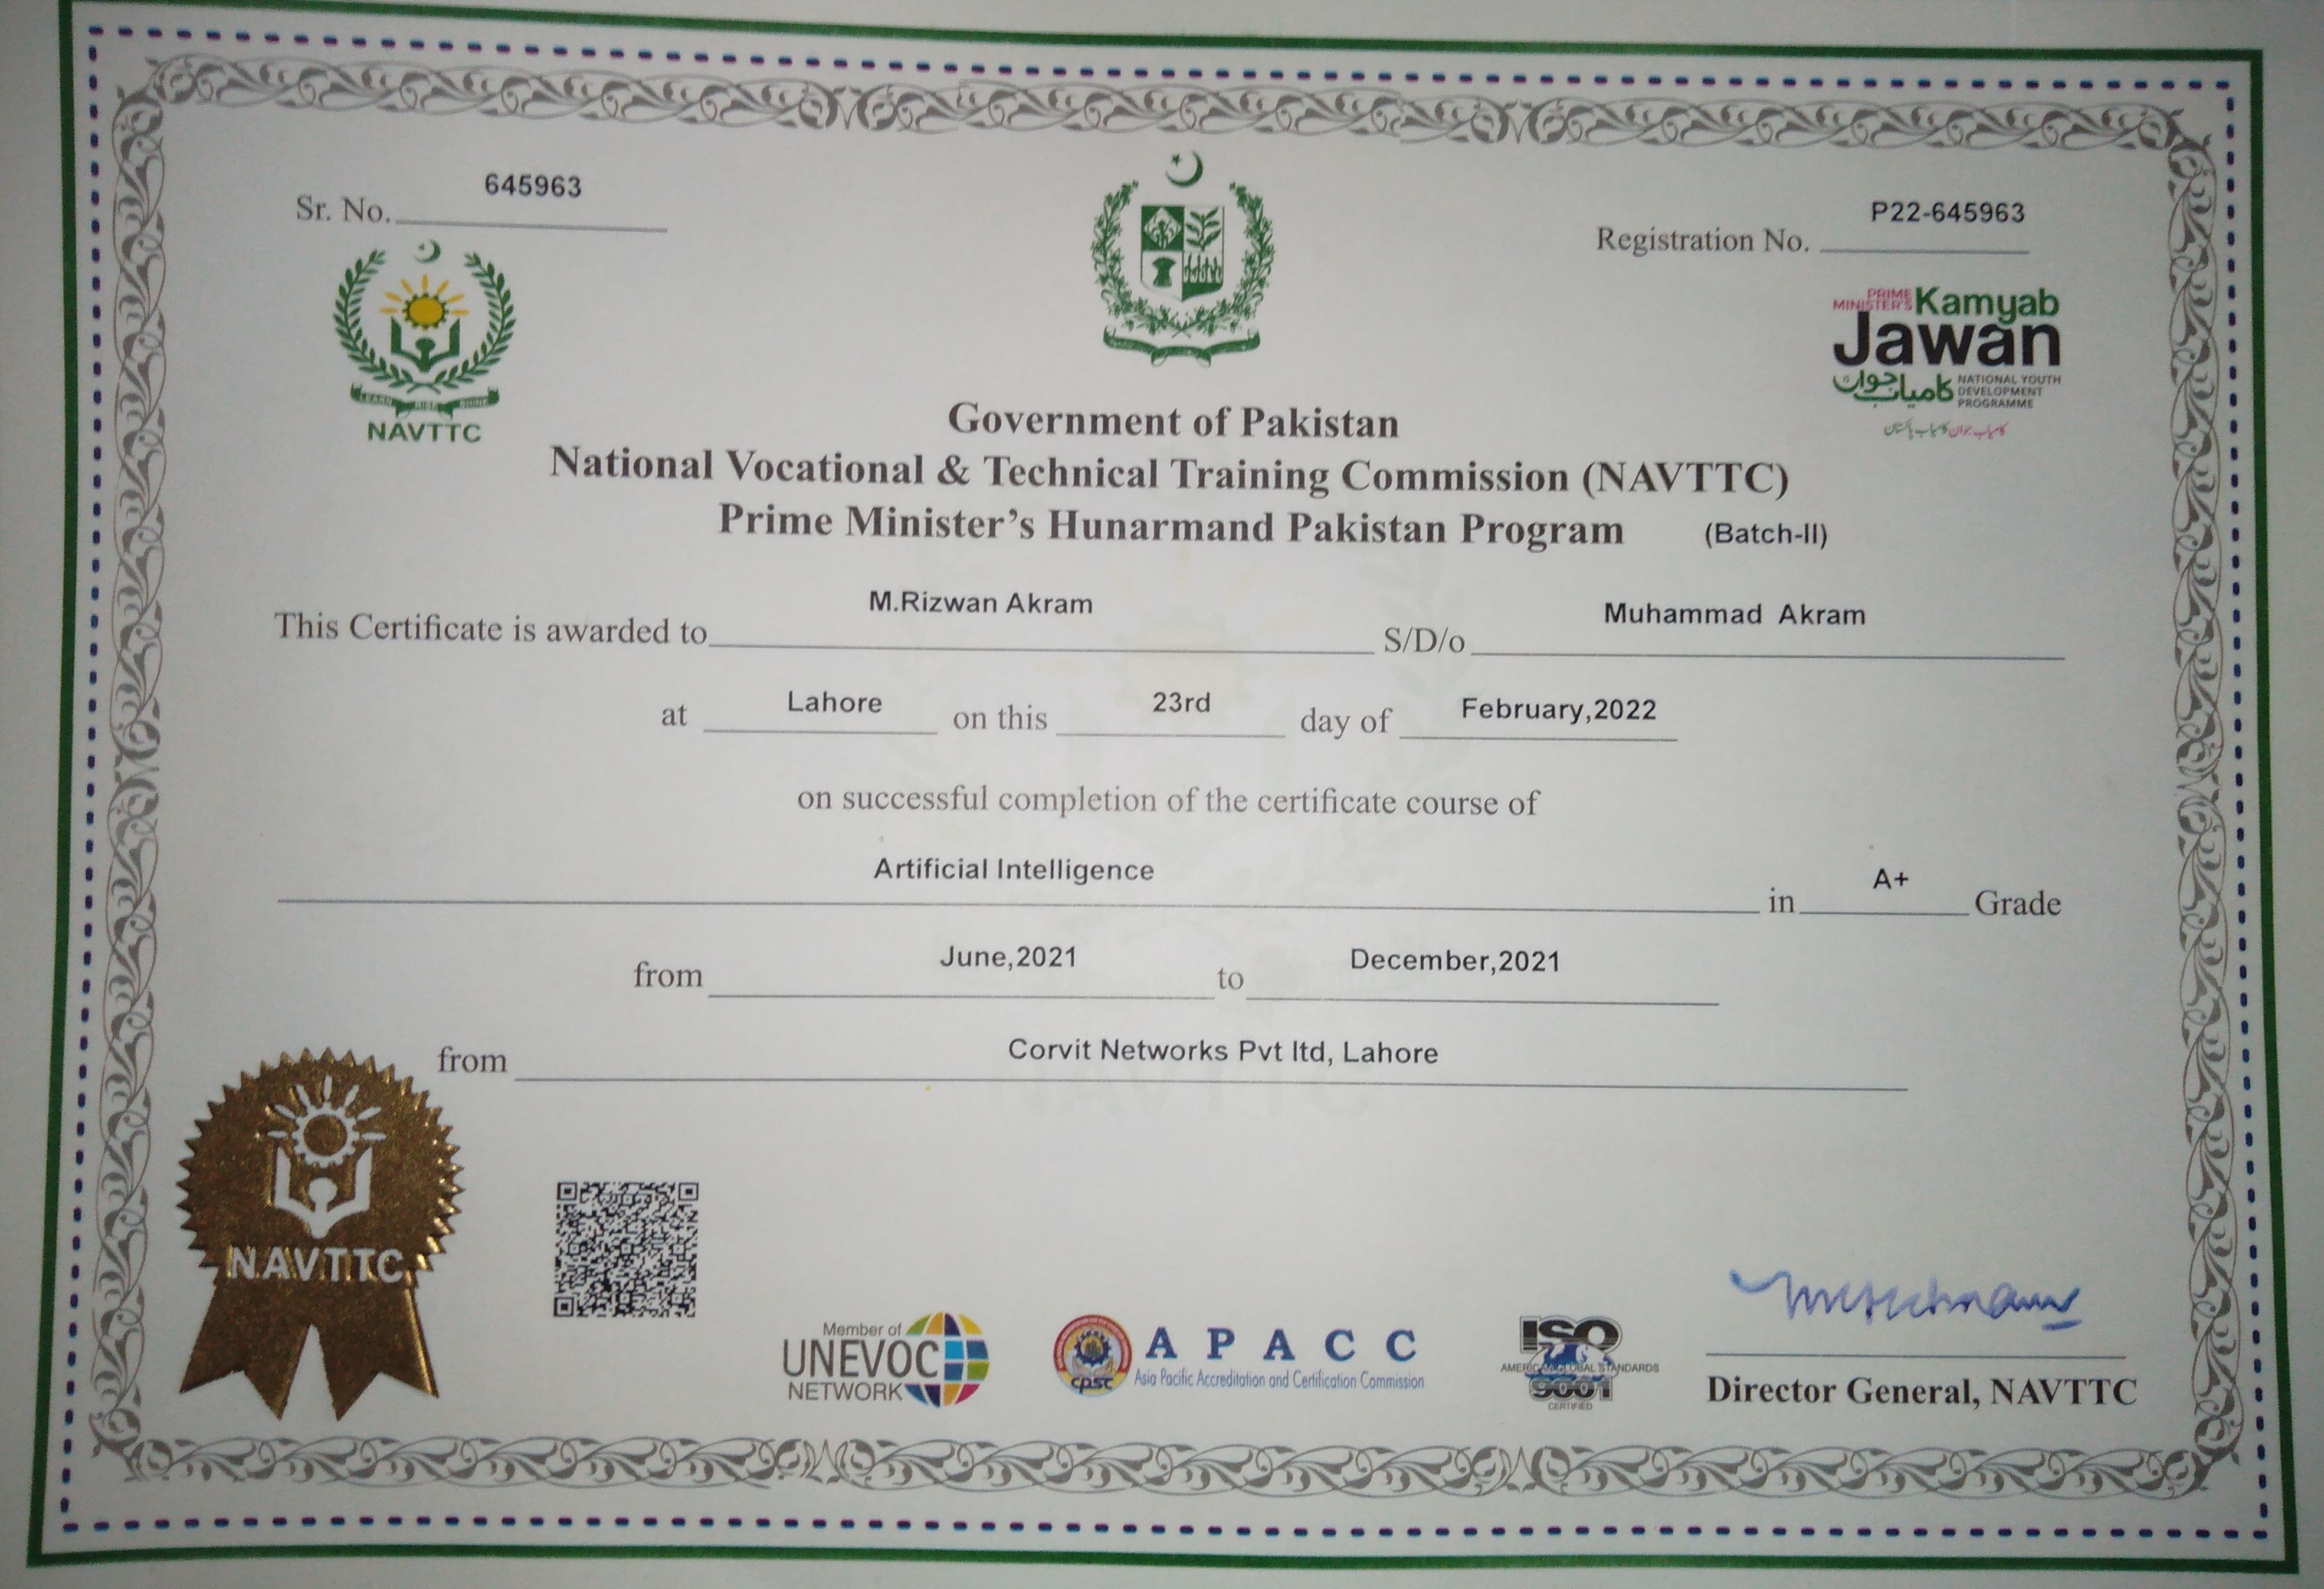 645963
Sr. No.
P22-645963
Registration No.
LEARN RISE SHINE
NAVTTC
PRIME MINISTER'S Kamyab
Jawan
کامیاب جوان
NATIONAL YOUTH
DEVELOPMENT
PROGRAMME
کامیاب جوان کامیاب پاکستان
Government of Pakistan
National Vocational & Technical Training Commission (NAVTTC)
Prime Minister's Hunarmand Pakistan Program (Batch-II)
This Certificate is awarded to M.Rizwan Akram S/D/o Muhammad Akram
at Lahore on this 23rd day of February,2022
on successful completion of the certificate course of
Artificial Intelligence in A+ Grade
from June,2021 to December,2021
from Corvit Networks Pvt ltd, Lahore
NAVTTC
NAVTTC
Member of
UNEVOC
NETWORK
cpsc
APACC
Asia Pacific Accreditation and Certification Commission
ISO
AMERICAN GLOBAL STANDARDS
9001
CERTIFIED
Director General, NAVTTC